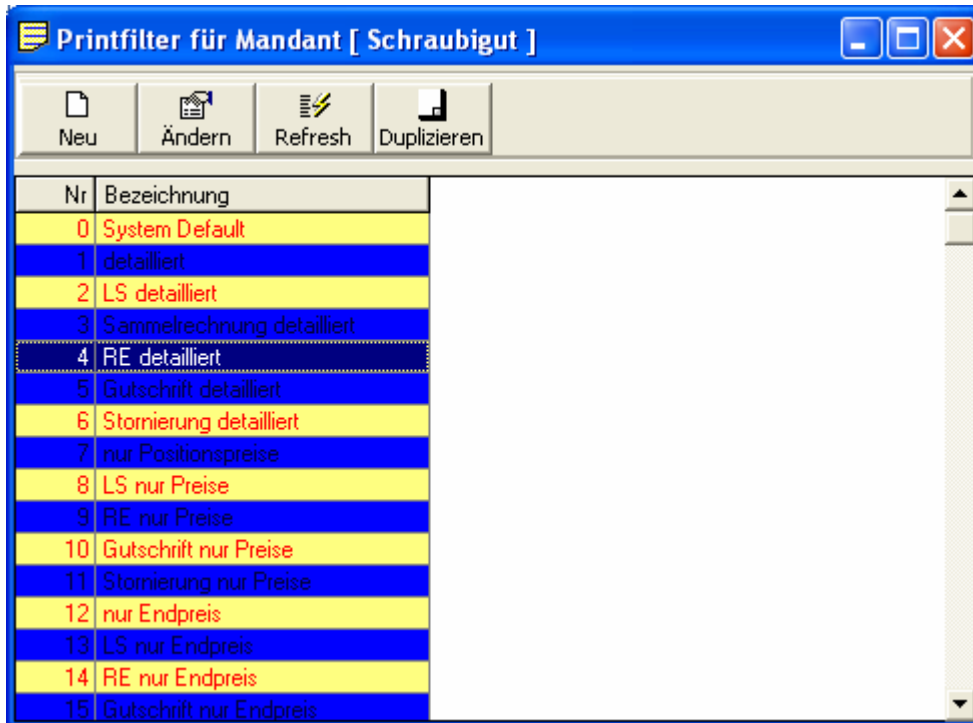 Printfilter für Mandant [ Schraubigut ]
Neu Ändern Refresh Duplizieren
Nr Bezeichnung
0 System Default
1 detailliert
2 LS detailliert
3 Sammelrechnung detailliert
4 RE detailliert
5 Gutschrift detailliert
6 Stornierung detailliert
7 nur Positionspreise
8 LS nur Preise
9 RE nur Preise
10 Gutschrift nur Preise
11 Stornierung nur Preise
12 nur Endpreis
13 LS nur Endpreis
14 RE nur Endpreis
15 Gutschrift nur Endpreis